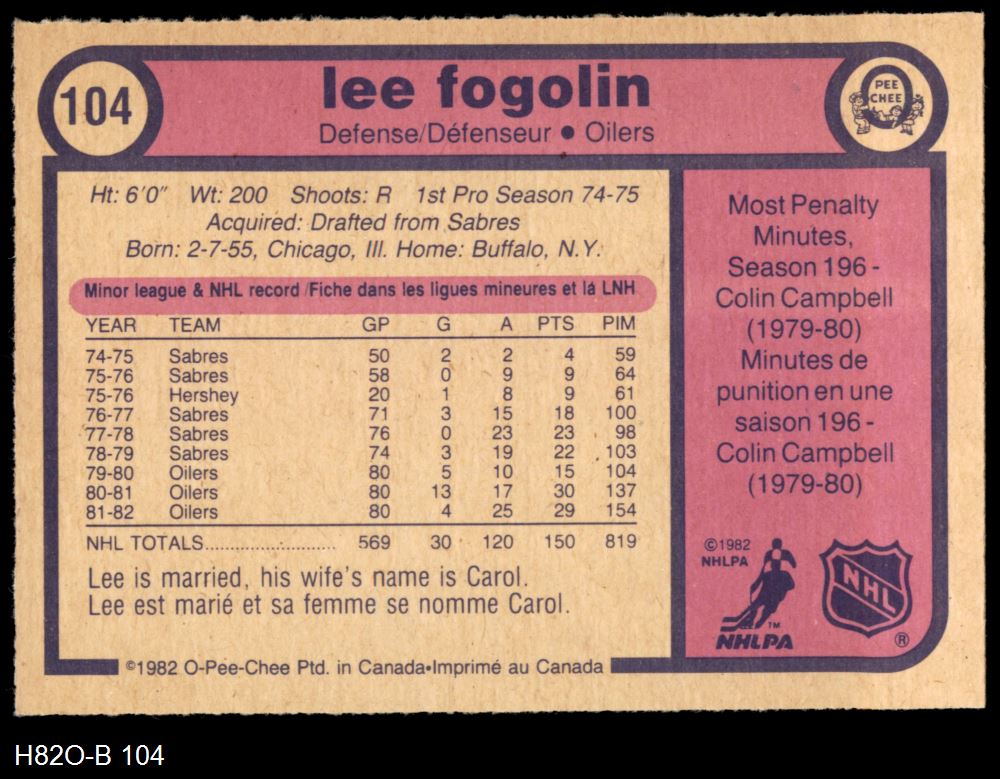 104
lee fogolin
PEE
CHEE
Defense/Défenseur ● Oilers
Ht: 6'0" Wt: 200 Shoots: R 1st Pro Season 74-75
Acquired: Drafted from Sabres
Born: 2-7-55, Chicago, Ill. Home: Buffalo, N.Y.
Minor league & NHL record/Fiche dans les ligues mineures et la LNH
YEAR TEAM GP G A PTS PIM
74-75 Sabres 50 2 2 4 59
75-76 Sabres 58 0 9 9 64
75-76 Hershey 20 1 8 9 61
76-77 Sabres 71 3 15 18 100
77-78 Sabres 76 0 23 23 98
78-79 Sabres 74 3 19 22 103
79-80 Oilers 80 5 10 15 104
80-81 Oilers 80 13 17 30 137
81-82 Oilers 80 4 25 29 154
NHL TOTALS........................... 569 30 120 150 819
Lee is married, his wife's name is Carol.
Lee est marié et sa femme se nomme Carol.
Most Penalty
Minutes,
Season 196 -
Colin Campbell
(1979-80)
Minutes de
punition en une
saison 196 -
Colin Campbell
(1979-80)
©1982
NHLPA
TM
NHLPA
NHL
®
©1982 O-Pee-Chee Ptd. in Canada•Imprimé au Canada
H82O-B 104